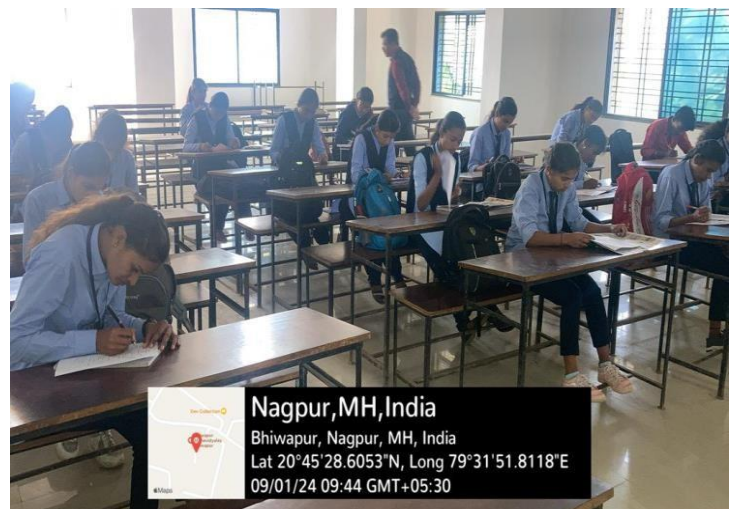 Nagpur,MH,India
Bhiwapur, Nagpur, MH, India
Lat 20°45'28.6053"N, Long 79°31'51.8118"E
09/01/24 09:44 GMT+05:30